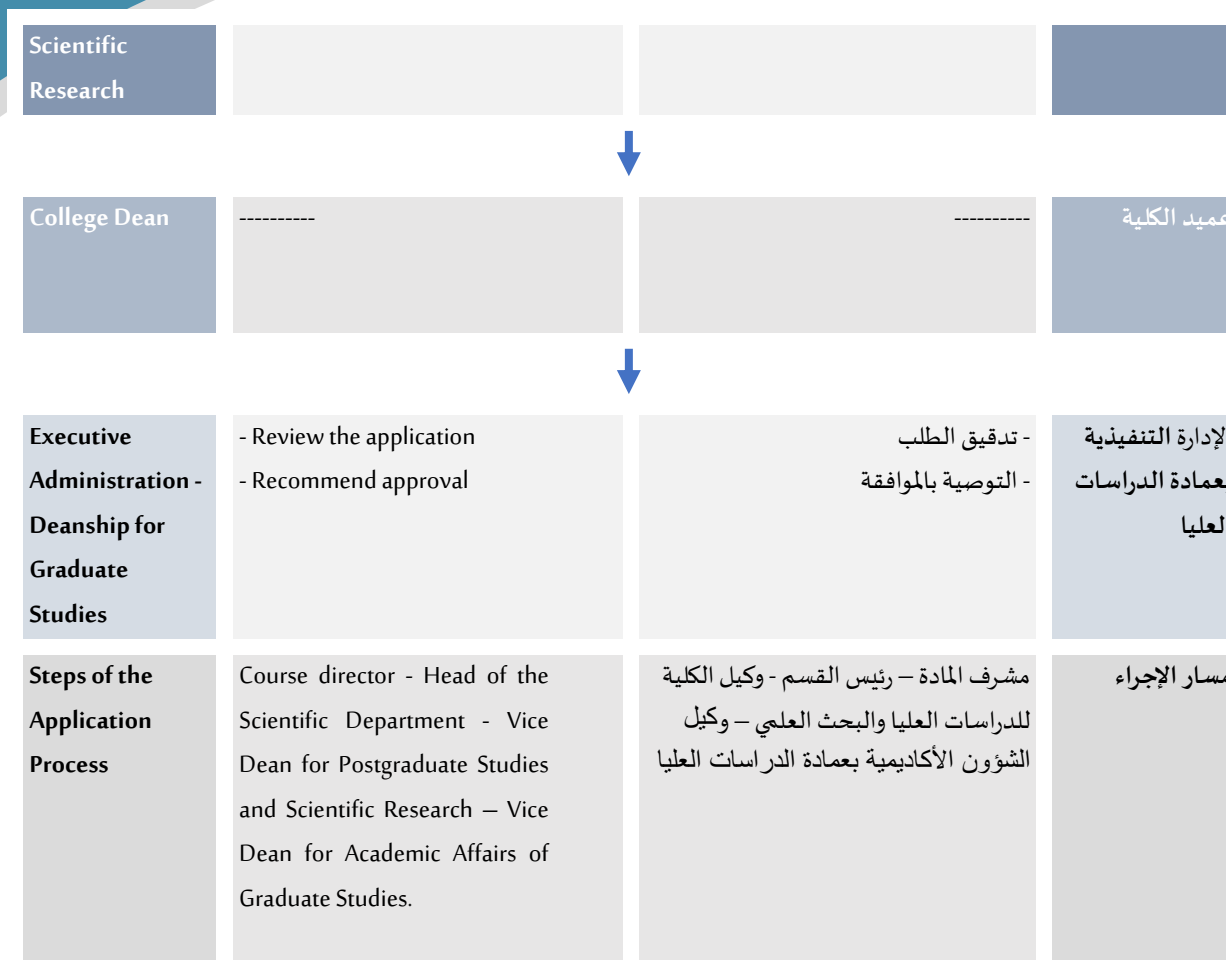 Scientific
Research
College Dean
----------
----------
عميد الكلية
Executive
Administration -
Deanship for
Graduate
Studies
- Review the application
- Recommend approval
- تدقيق الطلب
- التوصية بالموافقة
لإدارة التنفيذية
عمادة الدراسات
لعليا
Steps of the
Application
Process
Course director - Head of the
Scientific Department - Vice
Dean for Postgraduate Studies
and Scientific Research – Vice
Dean for Academic Affairs of
Graduate Studies.
مشرف المادة – رئيس القسم - وكيل الكلية
للدراسات العليا والبحث العلمي – وكيل
الشؤون الأكاديمية بعمادة الدراسات العليا
مسار الإجراء